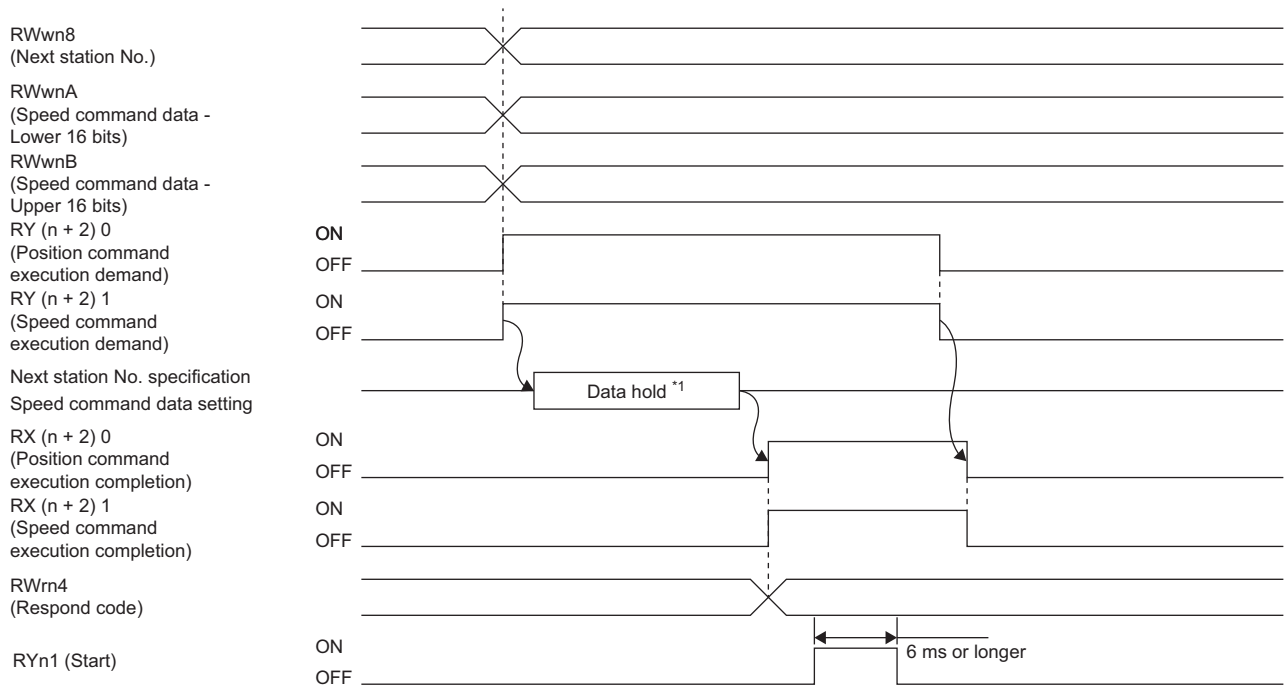 RWwn8
(Next station No.)
RWwnA
(Speed command data -
Lower 16 bits)
RWwnB
(Speed command data -
Upper 16 bits)
RY (n + 2) 0
(Position command
execution demand)
ON
OFF
RY (n + 2) 1
(Speed command
execution demand)
ON
OFF
Next station No. specification
Speed command data setting
Data hold *1
RX (n + 2) 0
(Position command
execution completion)
ON
OFF
RX (n + 2) 1
(Speed command
execution completion)
ON
OFF
RWrn4
(Respond code)
RYn1 (Start)
ON
OFF
6 ms or longer